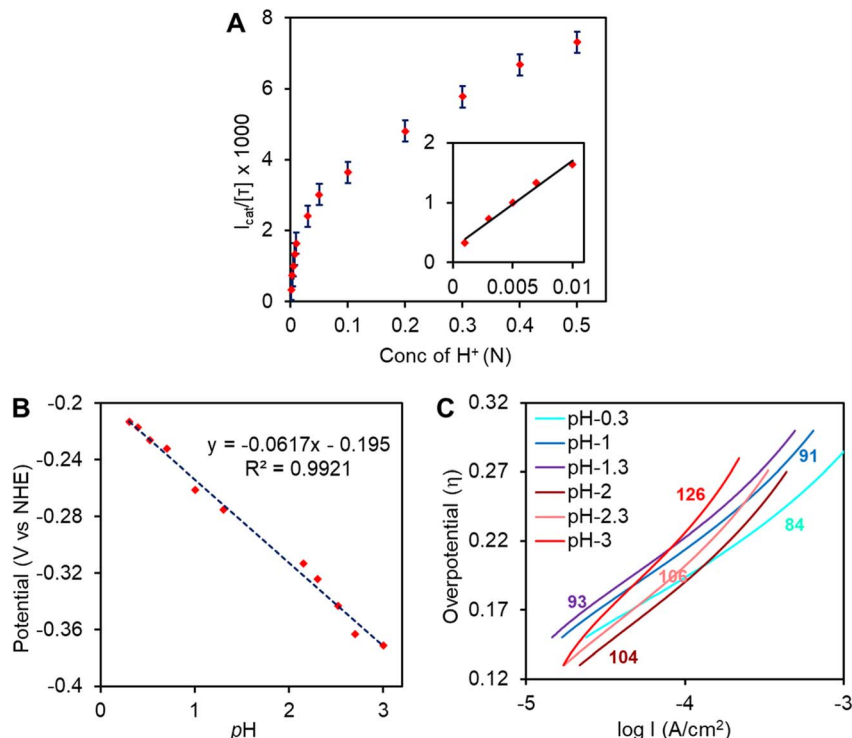 A
I_cat/[τ] x 1000
8
6
4
2
0
0 0.1 0.2 0.3 0.4 0.5
Conc of H⁺ (N)
2
1
0
0 0.005 0.01
B
Potential (V vs NHE)
-0.2
-0.24
-0.28
-0.32
-0.36
-0.4
y = -0.0617x - 0.195
R² = 0.9921
0 1 2 3
pH
C
Overpotential (η)
0.32
0.27
0.22
0.17
0.12
pH-0.3
pH-1
pH-1.3
pH-2
pH-2.3
pH-3
126
91
84
106
93
104
-5 -4 -3
log I (A/cm²)